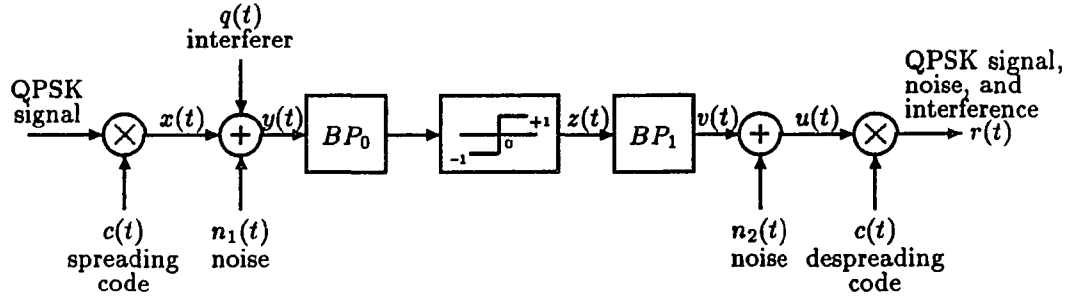 q(t)
interferer
QPSK
signal
x(t)
y(t)
BP₀
+1
0
−1
z(t)
BP₁
v(t)
u(t)
QPSK signal,
noise, and
interference
r(t)
c(t)
spreading
code
n₁(t)
noise
n₂(t)
noise
c(t)
despreading
code